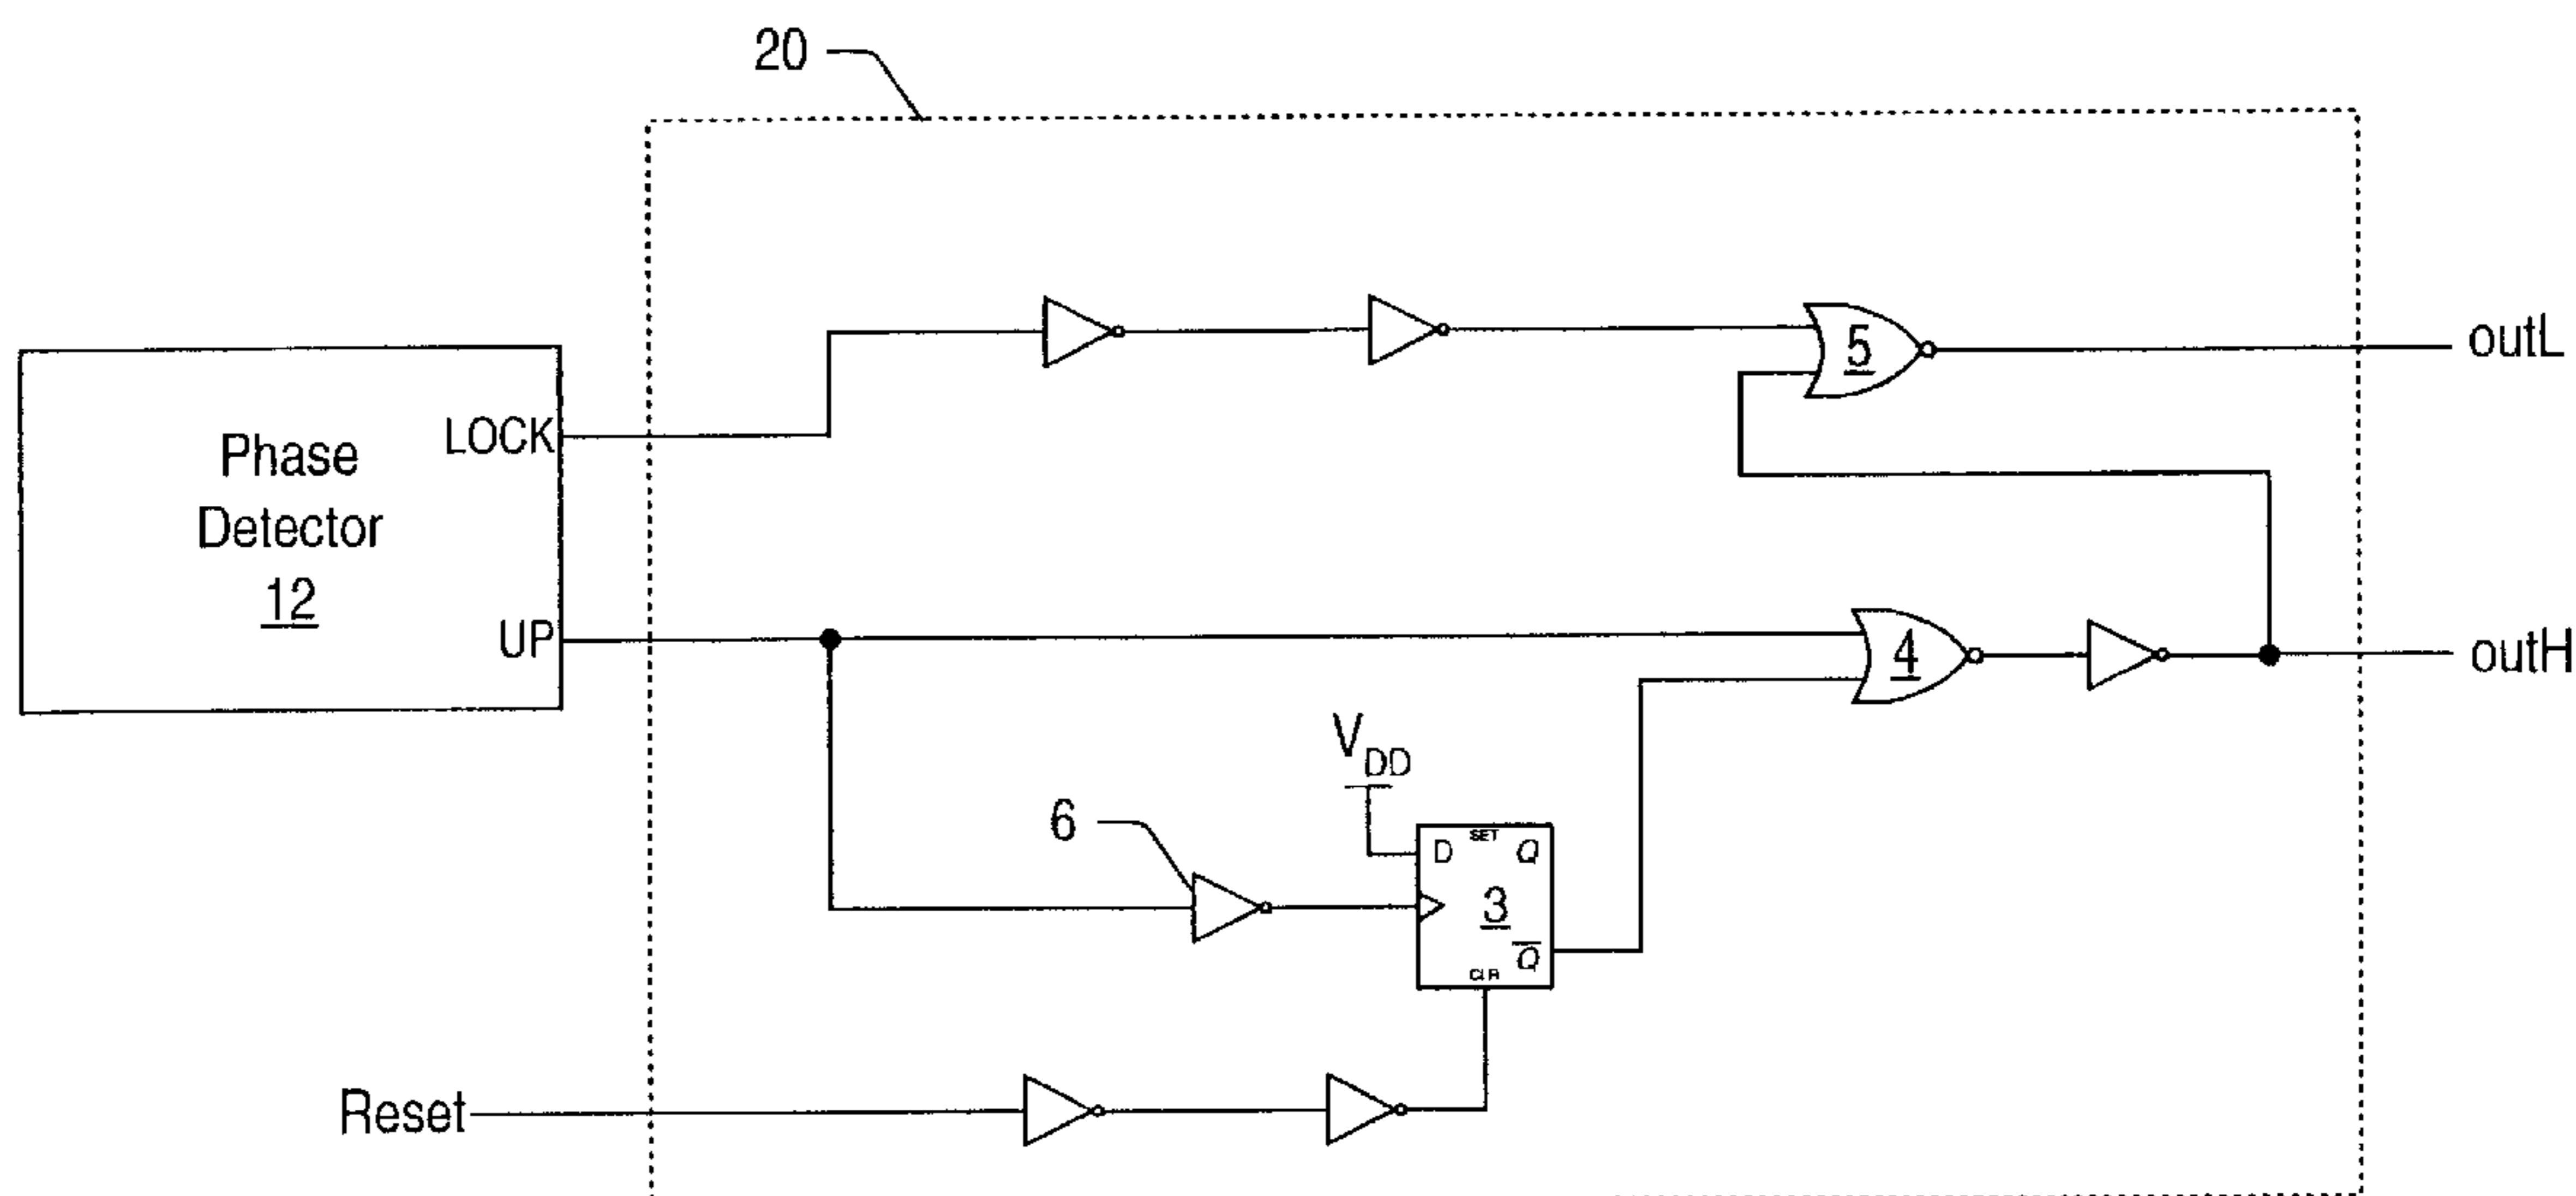 20
5
outL
LOCK
Phase
Detector
12
UP
4
outH
V
DD
6
SET
D
Q
3
Q̅
CLR
Reset